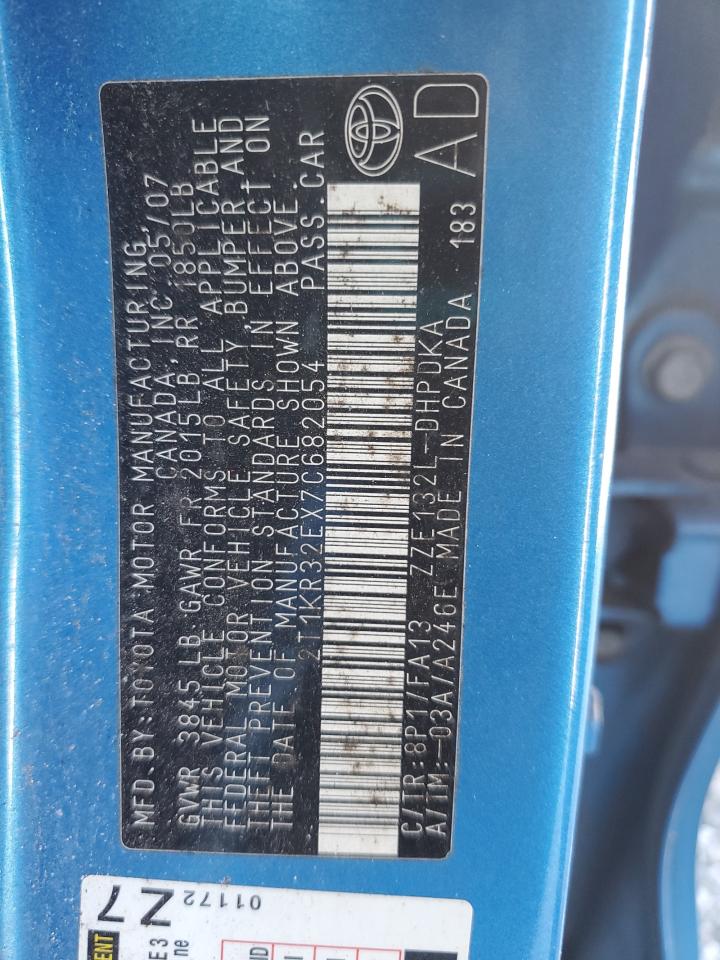 MFD. BY: TOYOTA MOTOR MANUFACTURING
CANADA, INC 05/07
GVWR 3845 LB GAWR FR 2015LB RR 1850LB
THIS VEHICLE CONFORMS TO ALL APPLICABLE
FEDERAL MOTOR VEHICLE SAFETY, BUMPER, AND
THEFT PREVENTION STANDARDS IN EFFECT ON
THE DATE OF MANUFACTURE SHOWN ABOVE.
2T1KR32EX7C682054 PASS.CAR
C/TR:8P1/FA13 ZZE132L-DHPDKA
A/TM:-03A/A246E MADE IN CANADA 183 AD
01172
Z7